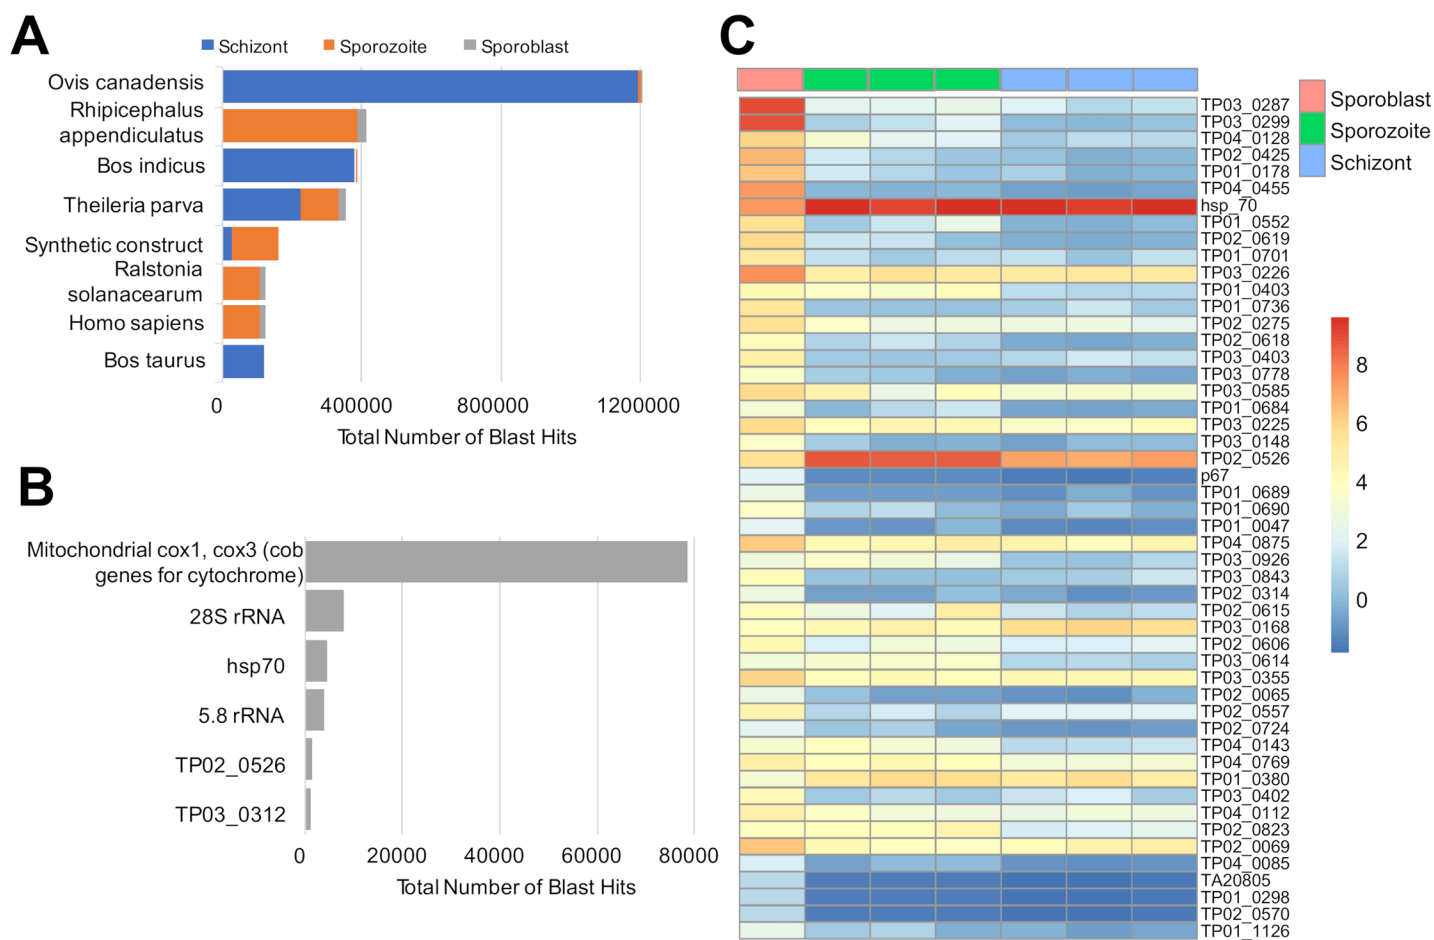 A
Schizont Sporozoite Sporoblast
Ovis canadensis
Rhipicephalus
appendiculatus
Bos indicus
Theileria parva
Synthetic construct
Ralstonia
solanacearum
Homo sapiens
Bos taurus
0 400000 800000 1200000
Total Number of Blast Hits
B
Mitochondrial cox1, cox3 (cob
genes for cytochrome)
28S rRNA
hsp70
5.8 rRNA
TP02_0526
TP03_0312
0 20000 40000 60000 80000
Total Number of Blast Hits
C
TP03_0287
TP03_0299
TP04_0128
TP02_0425
TP01_0178
TP04_0455
hsp_70
TP01_0552
TP02_0619
TP01_0701
TP03_0226
TP01_0403
TP01_0736
TP02_0275
TP02_0618
TP03_0403
TP03_0778
TP03_0585
TP01_0684
TP03_0225
TP03_0148
TP02_0526
p67
TP01_0689
TP01_0690
TP01_0047
TP04_0875
TP03_0926
TP03_0843
TP02_0314
TP02_0615
TP03_0168
TP02_0606
TP03_0614
TP03_0355
TP02_0065
TP02_0557
TP02_0724
TP04_0143
TP04_0769
TP01_0380
TP03_0402
TP04_0112
TP02_0823
TP02_0069
TP04_0085
TA20805
TP01_0298
TP02_0570
TP01_1126
Sporoblast
Sporozoite
Schizont
8
6
4
2
0